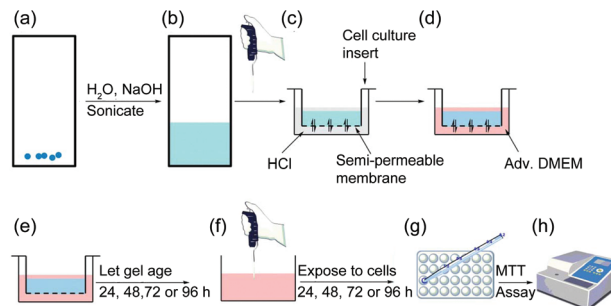 (a)
(b)
(c)
(d)
Cell culture
insert
H₂O, NaOH
Sonicate
HCl
Semi-permeable
membrane
Adv. DMEM
(e)
(f)
(g)
(h)
Let gel age
24, 48,72 or 96 h
Expose to cells
24, 48, 72 or 96 h
MTT
Assay